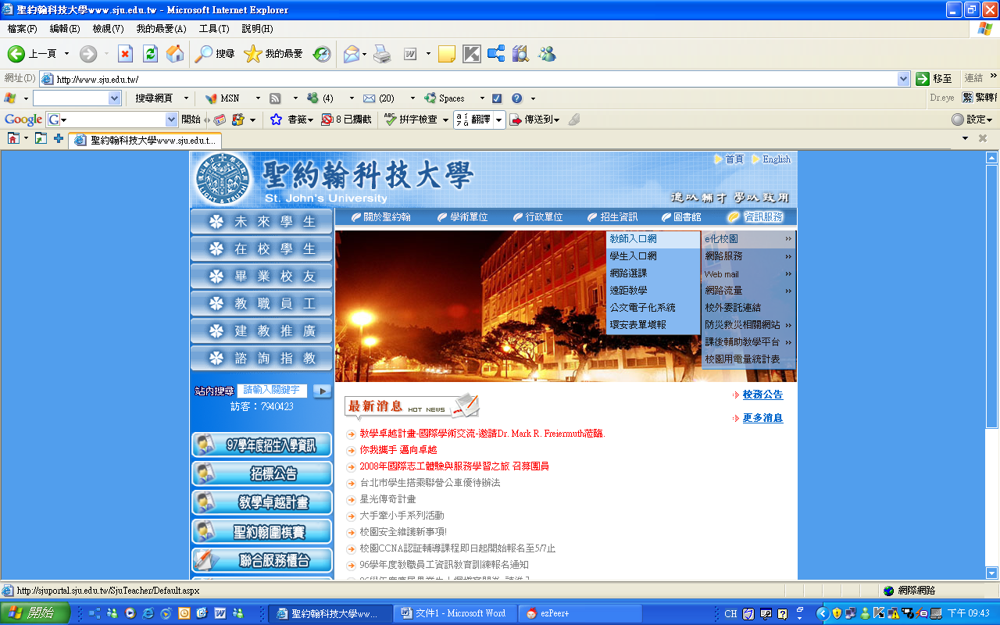 聖約翰科技大學www.sju.edu.tw - Microsoft Internet Explorer
檔案(F) 編輯(E) 檢視(V) 我的最愛(A) 工具(T) 說明(H)
上一頁 搜尋 我的最愛
網址(D) http://www.sju.edu.tw/ 移至 連結 »
搜尋網頁 MSN (4) (20) Spaces Dr.eye 繁 繁轉
Google G 開始 書籤 8 已攔截 拼字檢查 翻譯 傳送到 設定
聖約翰科技大學www.sju.edu.t...
首頁 English
聖約翰科技大學
St. John's University
LIGHT & TRUTH
關於聖約翰 學術單位 行政單位 招生資訊 圖書館 資訊服務
未來學生
在校學生
畢業校友
教職員工
建教推廣
諮詢指教
教師入口網
學生入口網
網路選課
遠距教學
公文電子化系統
環安表單填報
e化校園 »
網路服務 »
Web mail »
網路流量 »
校外委託連結
防災救災相關網站 »
課後輔助教學平台 »
校園用電量統計表
站內搜尋 請輸入關鍵字
訪客：7940423
97學年度招生入學資訊
招標公告
教學卓越計畫
聖約翰圍棋賽
聯合服務櫃台
最新消息 HOT NEWS
校務公告
更多消息
教學卓越計畫-國際學術交流-邀請Dr. Mark R. Freiermuth蒞臨.
你我攜手 邁向卓越
2008年國際志工體驗與服務學習之旅 召募團員
台北市學生搭乘聯營公車優待辦法
星光傳奇計畫
大手牽小手系列活動
校園安全維護新事項!
校園CCNA認証輔導課程即日起開始報名至5/7止
96學年度教職員工資訊教育訓練報名通知
http://sjuportal.sju.edu.tw/SjuTeacher/Default.aspx 網際網路
開始 聖約翰科技大學ww... 文件1 - Microsoft Word ezPeer+ CH 下午 09:43